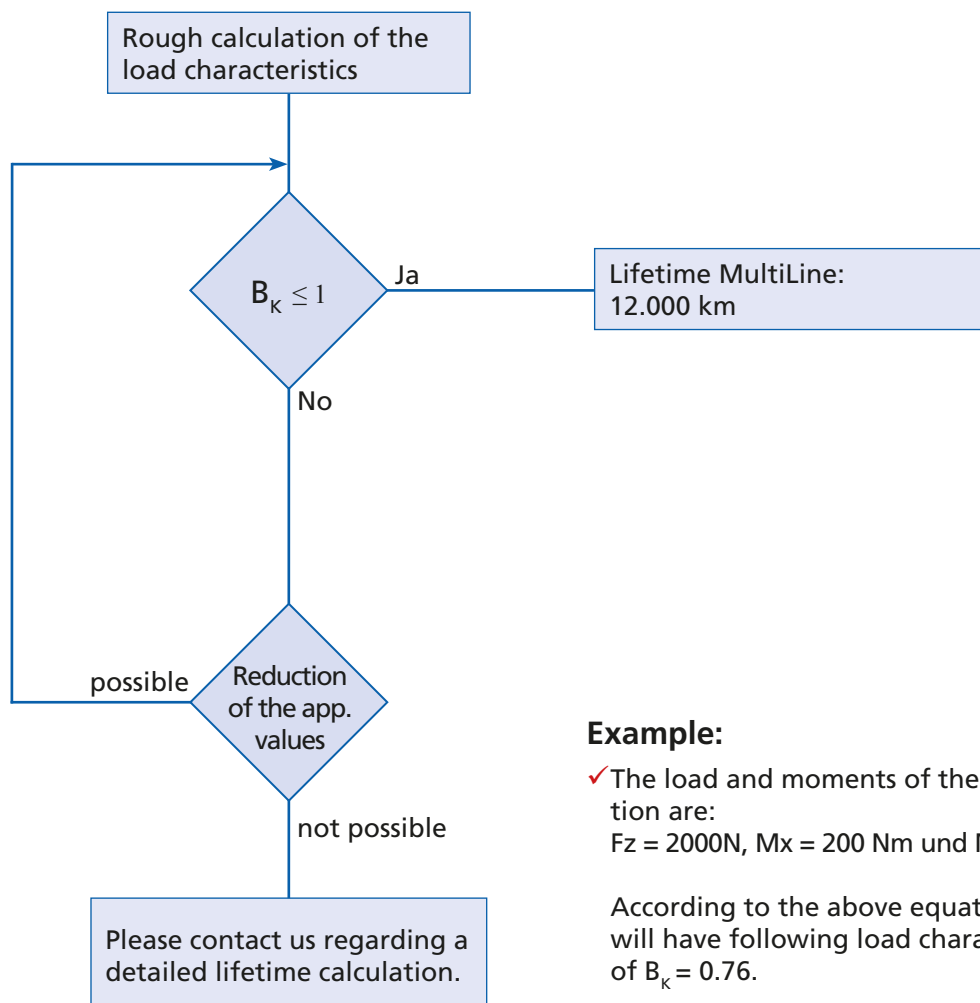 Rough calculation of the
load characteristics
B_K ≤ 1
Ja
Lifetime MultiLine:
12.000 km
No
possible
Reduction
of the app.
values
not possible
Please contact us regarding a
detailed lifetime calculation.
Example:
✓The load and moments of the
tion are:
Fz = 2000N, Mx = 200 Nm und
According to the above
will have following load
of B_K = 0.76.